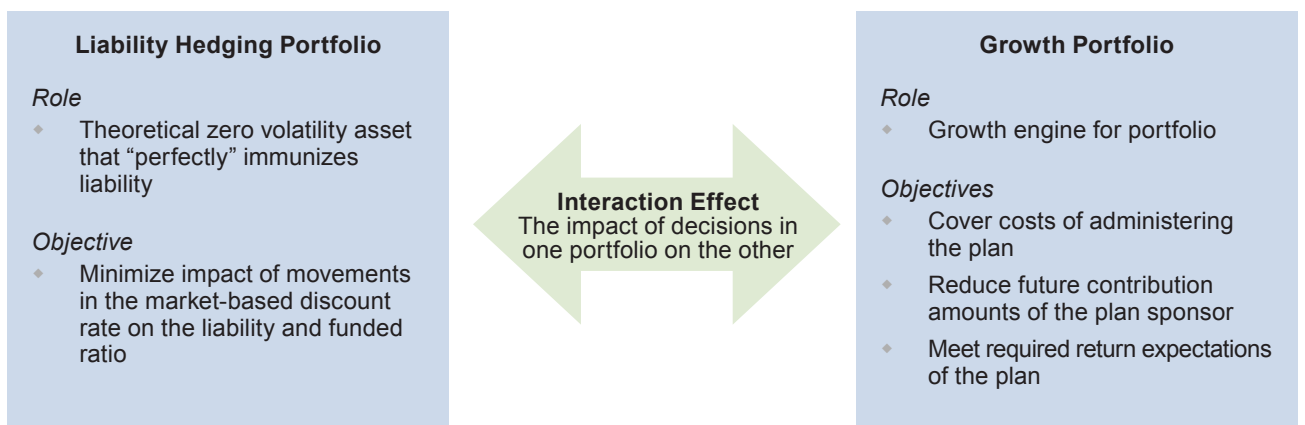 Liability Hedging Portfolio
Role
Theoretical zero volatility asset
that “perfectly” immunizes
liability
Objective
Minimize impact of movements
in the market-based discount
rate on the liability and funded
ratio
Interaction Effect
The impact of decisions in
one portfolio on the other
Growth Portfolio
Role
Growth engine for portfolio
Objectives
Cover costs of administering
the plan
Reduce future contribution
amounts of the plan sponsor
Meet required return expectations
of the plan